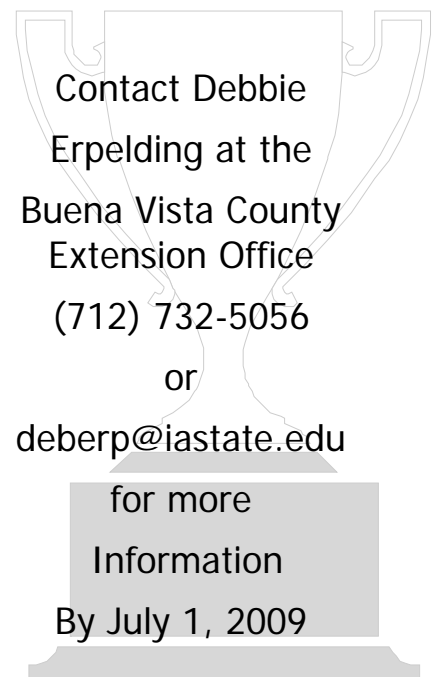 Contact Debbie
Erpelding at the
Buena Vista County
Extension Office
(712) 732-5056
or
deberp@iastate.edu
for more
Information
By July 1, 2009